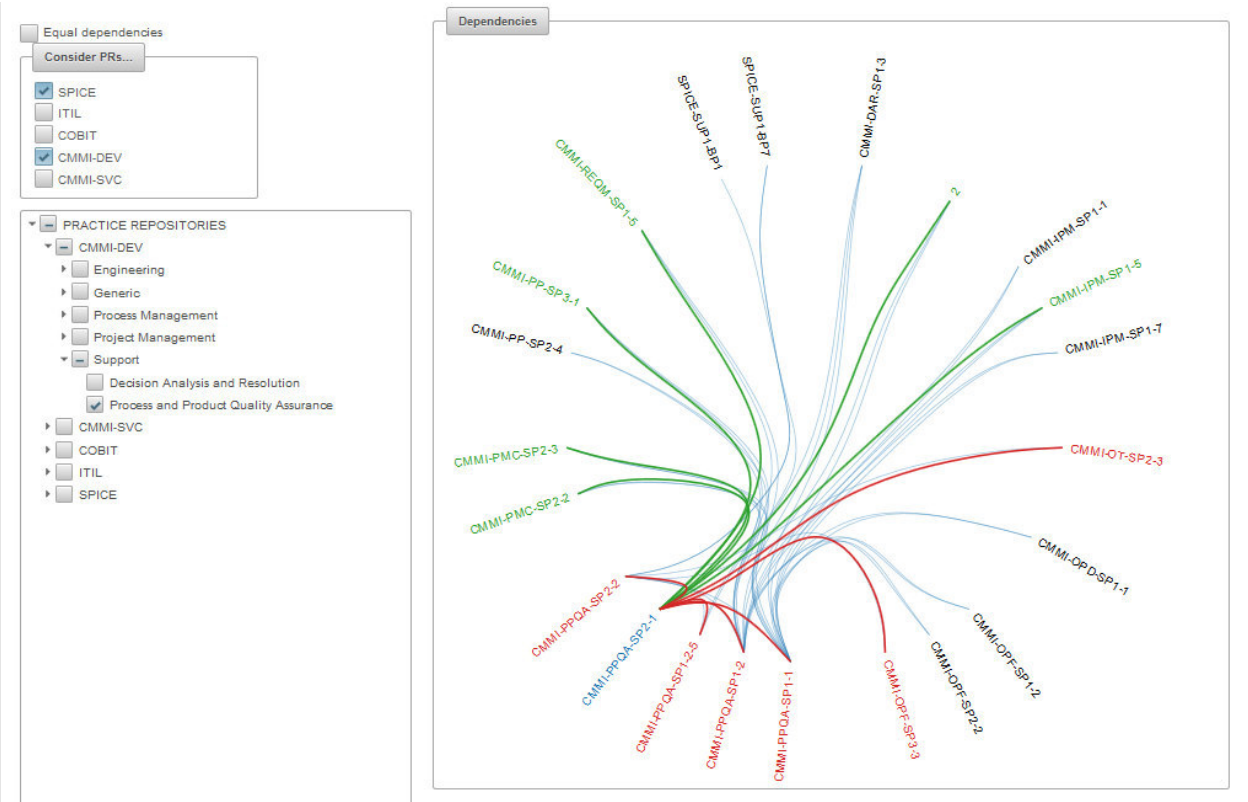 Equal dependencies
Consider PRs...
SPICE
ITIL
COBIT
CMMI-DEV
CMMI-SVC
PRACTICE REPOSITORIES
CMMI-DEV
Engineering
Generic
Process Management
Project Management
Support
Decision Analysis and Resolution
Process and Product Quality Assurance
CMMI-SVC
COBIT
ITIL
SPICE
Dependencies
SPICE-SUP1-BP1
SPICE-SUP1-BP7
CMMI-DAR-SP1-3
2
CMMI-IPM-SP1-1
CMMI-IPM-SP1-5
CMMI-IPM-SP1-7
CMMI-OT-SP2-3
CMMI-OPD-SP1-1
CMMI-OPF-SP1-2
CMMI-OPF-SP2-2
CMMI-OPF-SP3-3
CMMI-PPQA-SP1-1
CMMI-PPQA-SP1-2
CMMI-PPQA-SP1-2-5
CMMI-PPQA-SP2-1
CMMI-PPQA-SP2-2
CMMI-PMC-SP2-2
CMMI-PMC-SP2-3
CMMI-PP-SP2-4
CMMI-PP-SP3-1
CMMI-REQM-SP1-5